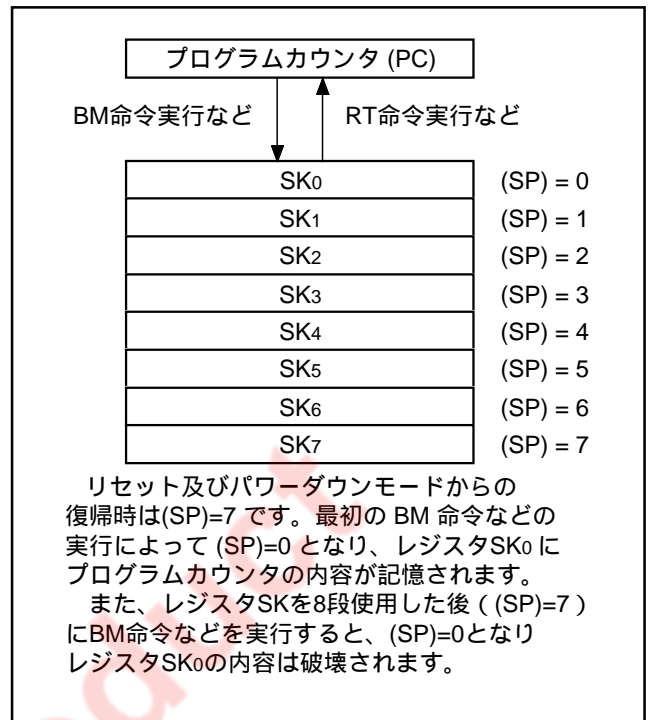 プログラムカウンタ (PC)
BM命令実行など RT命令実行など
SK0 (SP) = 0
SK1 (SP) = 1
SK2 (SP) = 2
SK3 (SP) = 3
SK4 (SP) = 4
SK5 (SP) = 5
SK6 (SP) = 6
SK7 (SP) = 7
リセット及びパワーダウンモードからの
復帰時は(SP)=7 です。最初の BM 命令などの
実行によって (SP)=0 となり、レジスタSK0 に
プログラムカウンタの内容が記憶されます。
また、レジスタSKを8段使用した後 ( (SP)=7 )
にBM命令などを実行すると、(SP)=0となり
レジスタSK0の内容は破壊されます。